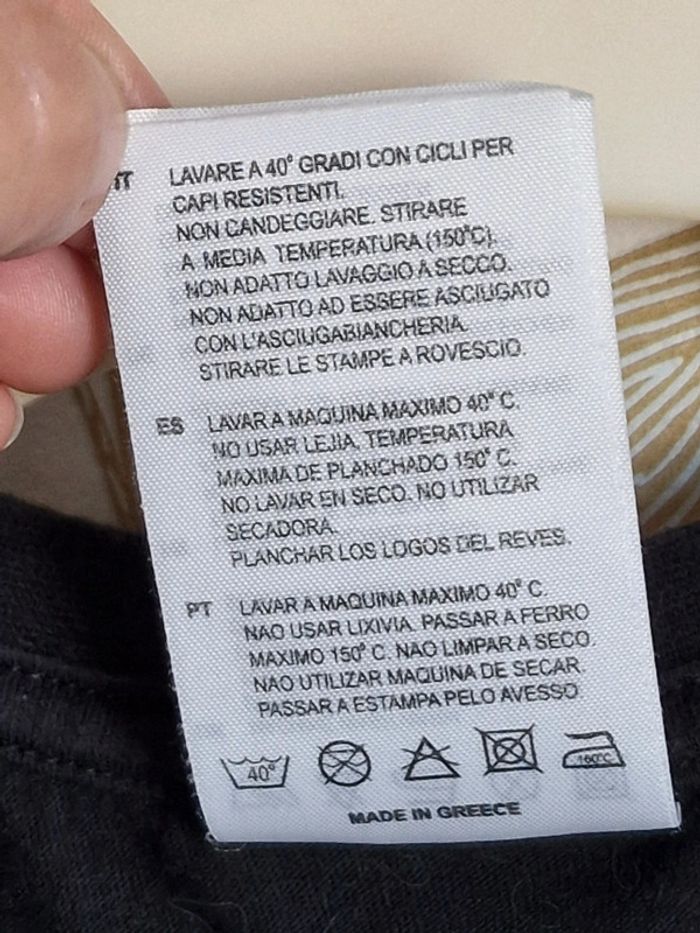 IT LAVARE A 40° GRADI CON CICLI PER
CAPI RESISTENTI.
NON CANDEGGIARE. STIRARE
A MEDIA TEMPERATURA (150°C).
NON ADATTO LAVAGGIO A SECCO.
NON ADATTO AD ESSERE ASCIUGATO
CON L'ASCIUGABIANCHERIA.
STIRARE LE STAMPE A ROVESCIO.
ES LAVAR A MAQUINA MAXIMO 40° C.
NO USAR LEJIA. TEMPERATURA
MAXIMA DE PLANCHADO 150° C.
NO LAVAR EN SECO. NO UTILIZAR
SECADORA.
PLANCHAR LOS LOGOS DEL REVES.
PT LAVAR A MAQUINA MAXIMO 40° C.
NAO USAR LIXIVIA. PASSAR A FERRO
MAXIMO 150° C. NAO LIMPAR A SECO.
NAO UTILIZAR MAQUINA DE SECAR.
PASSAR A ESTAMPA PELO AVESSO
40°
MADE IN GREECE